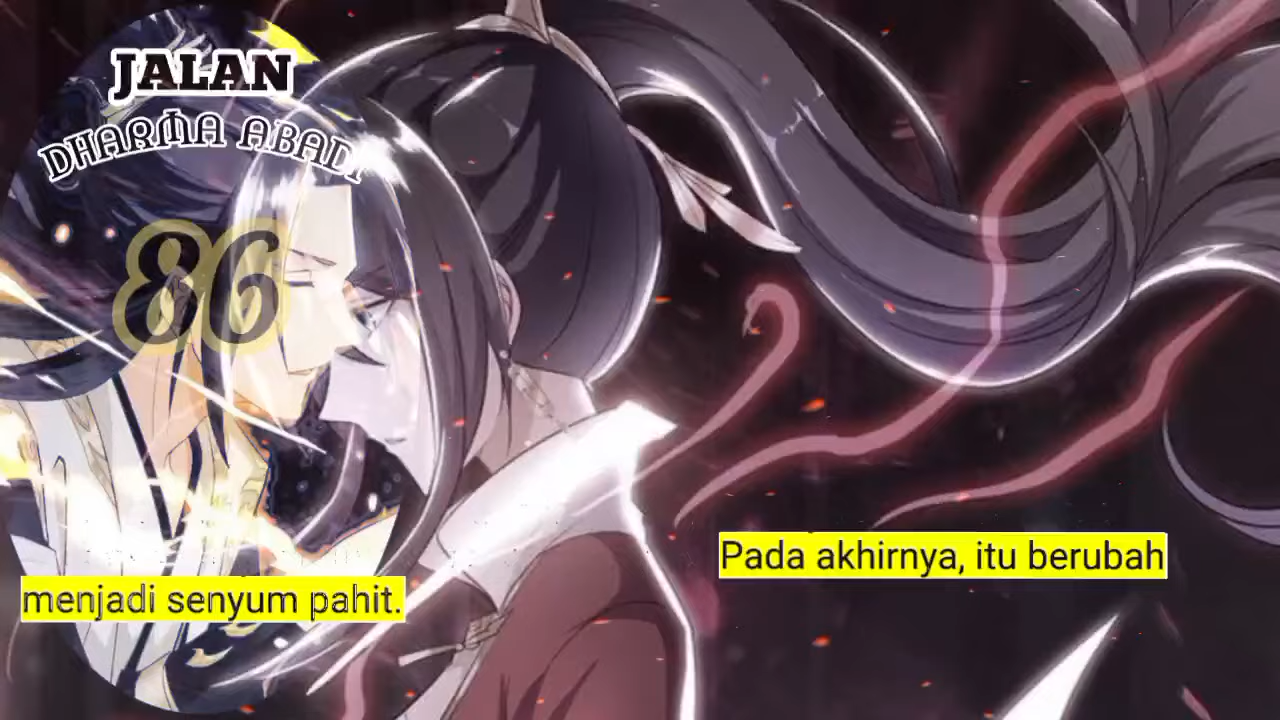 JALAN
DHARMA ABADI
86
Pada akhirnya, itu berubah
menjadi senyum pahit.